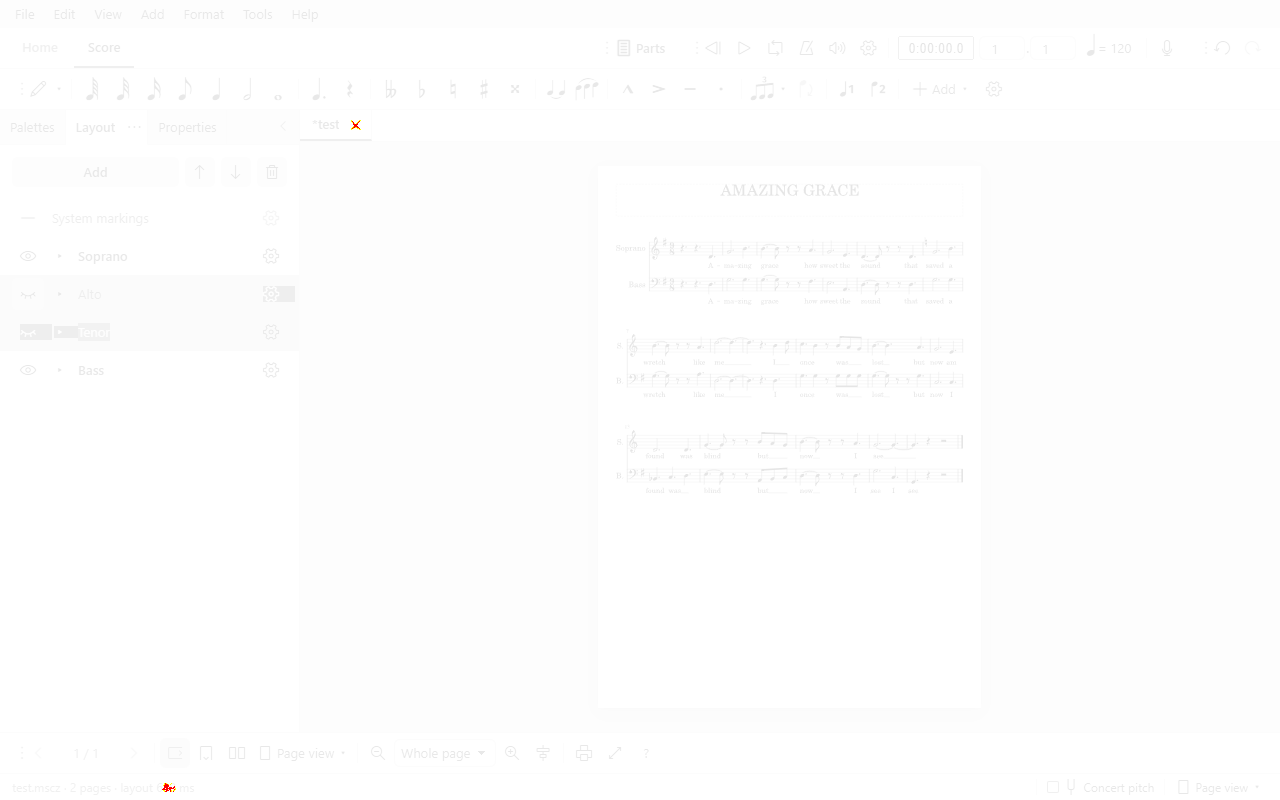 File Edit View Add Format Tools Help
Home Score Parts 0:00:00.0 1 . 1 = 120
Add
Palettes Layout ··· Properties *test
Add
AMAZING GRACE
System markings
Soprano
Soprano
A - ma-zing grace how sweet the sound that saved a
Alto
Bass
A - ma-zing grace how sweet the sound that saved a
Tenor
S
wretch like me I once was lost, but now am
Bass
B
wretch like me I once was lost, but now I
S
found was blind but now I see.
B
found was blind but now I see I see
1 / 1 Page view Whole page ?
test.mscz · 2 pages · layout Concert pitch Page view